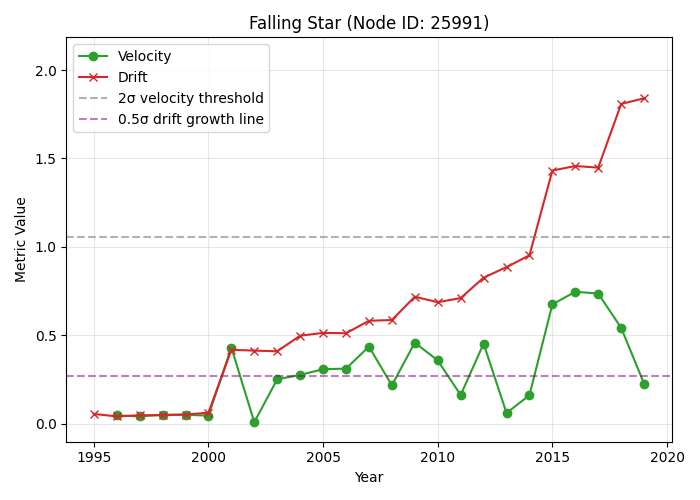 Falling Star (Node ID: 25991)
Velocity
Drift
2σ velocity threshold
0.5σ drift growth line
2.0
1.5
1.0
0.5
0.0
Metric Value
1995
2000
2005
2010
2015
2020
Year